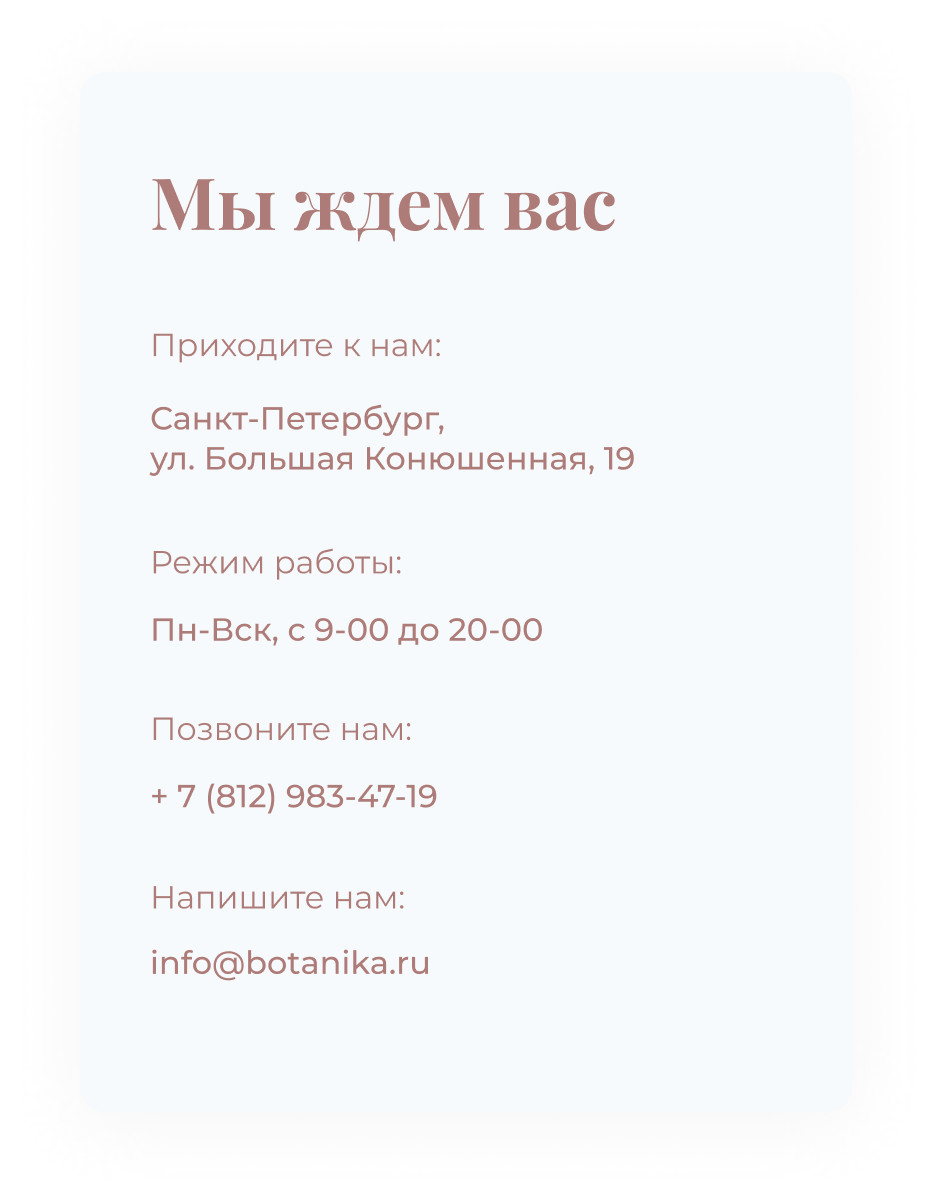 Мы ждем вас
Приходите к нам:
Санкт-Петербург,
ул. Большая Конюшенная, 19
Режим работы:
Пн-Вск, с 9-00 до 20-00
Позвоните нам:
+ 7 (812) 983-47-19
Напишите нам:
info@botanika.ru